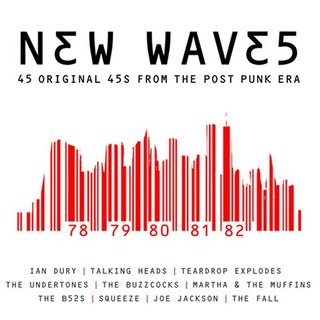 NEW WAVES
45 ORIGINAL 45S FROM THE POST PUNK ERA
78 79 80 81 82
IAN DURY | TALKING HEADS | TEARDROP EXPLODES
THE UNDERTONES | THE BUZZCOCKS | MARTHA & THE MUFFINS
THE B52S | SQUEEZE | JOE JACKSON | THE FALL